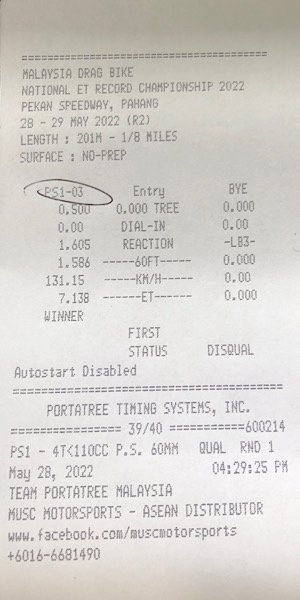 ==========================================
MALAYSIA DRAG BIKE
NATIONAL ET RECORD CHAMPIONSHIP 2022
PEKAN SPEEDWAY, PAHANG
28 - 29 MAY 2022 (R2)
LENGTH : 201M - 1/8 MILES
SURFACE : NO-PREP
==========================================
PS1-03 Entry BYE
0.500 0.000 TREE 0.000
0.00 DIAL-IN 0.00
1.605 REACTION -LB3-
1.586 -----60FT----- 0.000
131.15 -----KM/H----- 0.00
7.138 ------ET------ 0.000
WINNER
FIRST
STATUS DISQUAL
Autostart Disabled
==========================================
PORTATREE TIMING SYSTEMS, INC.
================ 39/40 ===========600214
PS1 - 4T<110CC P.S. 60MM QUAL RND 1
May 28, 2022 04:29:25 PM
TEAM PORTATREE MALAYSIA
MUSC MOTORSPORTS - ASEAN DISTRIBUTOR
www.facebook.com/muscmotorsports
+6016-6681490